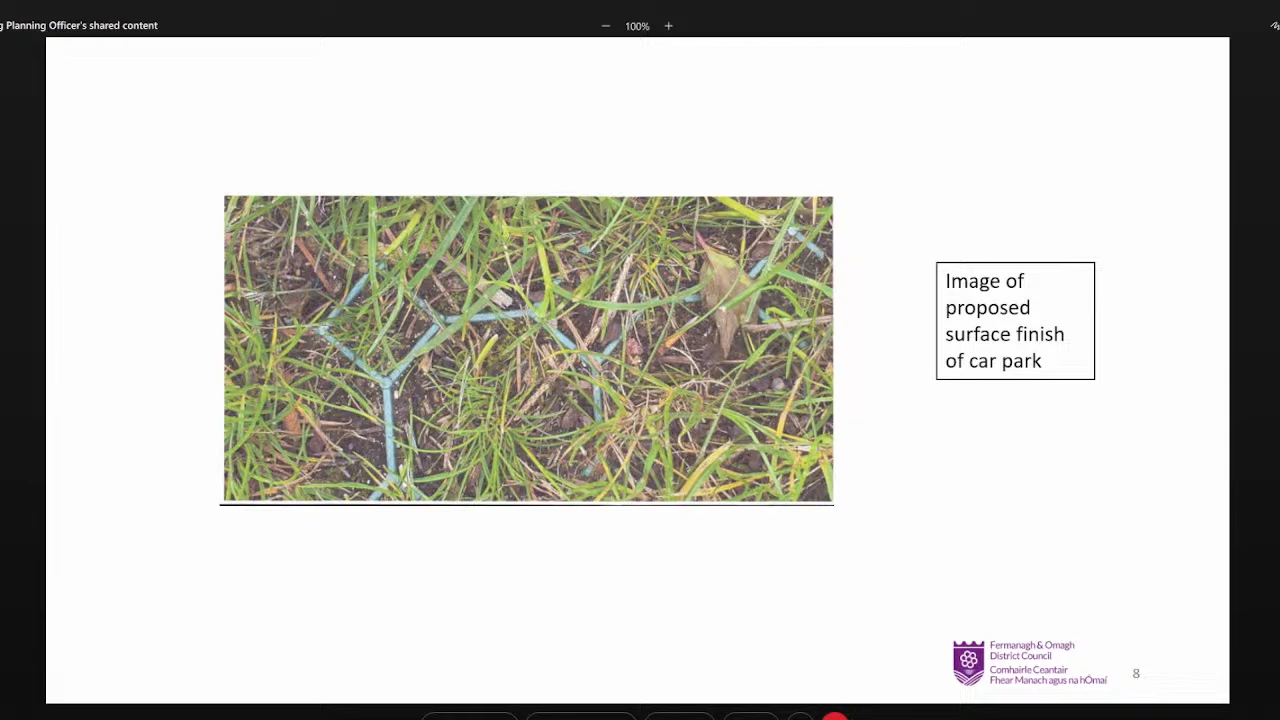 Planning Officer's shared content
100%
Image of
proposed
surface finish
of car park
Fermanagh & Omagh
District Council
Comhairle Ceantair
Fhear Manach agus na hÓmaí
8